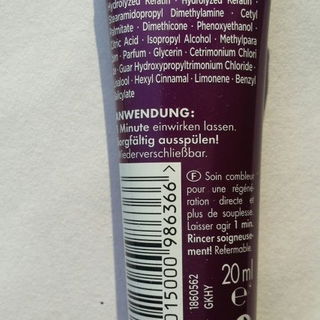 Hydrolyzed Keratin • Hydrolyzed Keratin •
Stearamidopropyl Dimethylamine • Cetyl
Palmitate • Dimethicone • Phenoxyethanol •
Citric Acid • Isopropyl Alcohol • Methylpara
• Parfum • Glycerin • Cetrimonium Chlori
• Guar Hydroxypropyltrimonium Chloride
Linalool • Hexyl Cinnamal • Limonene • Benzyl
Salicylate
ANWENDUNG:
1 Minute einwirken lassen.
Sorgfältig ausspülen!
Wiederverschließbar.
F Soin combleur
pour une régéné-
ration directe et
plus de souplesse.
Laisser agir 1 min.
Rincer soigneuse-
ment! Refermable.
20 ml
e
1860562
GKHY
015000 986366